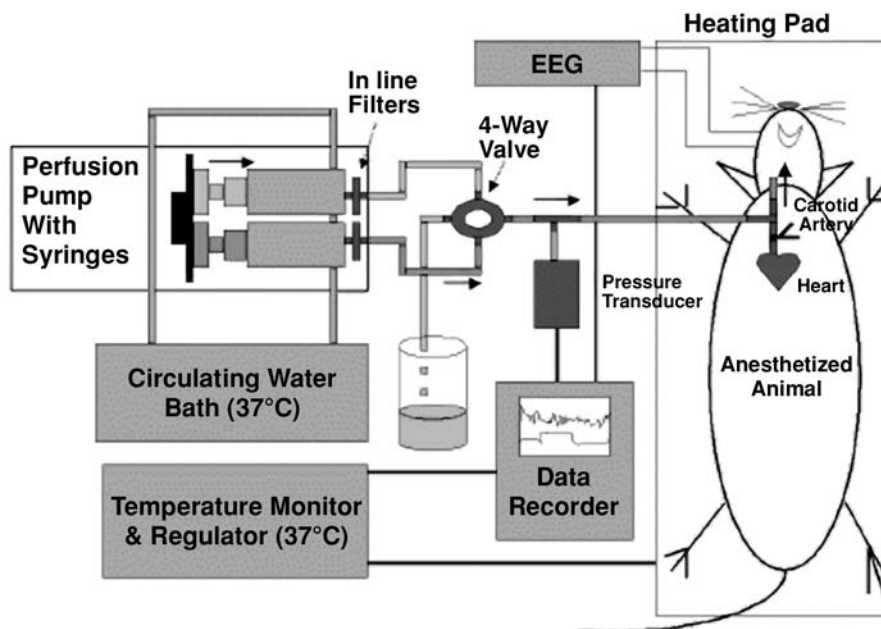 Heating Pad
EEG
In line
Filters
4-Way
Valve
Perfusion
Pump
With
Syringes
Carotid
Artery
Pressure
Transducer
Heart
Circulating Water
Bath (37°C)
Anesthetized
Animal
Data
Recorder
Temperature Monitor
& Regulator (37°C)